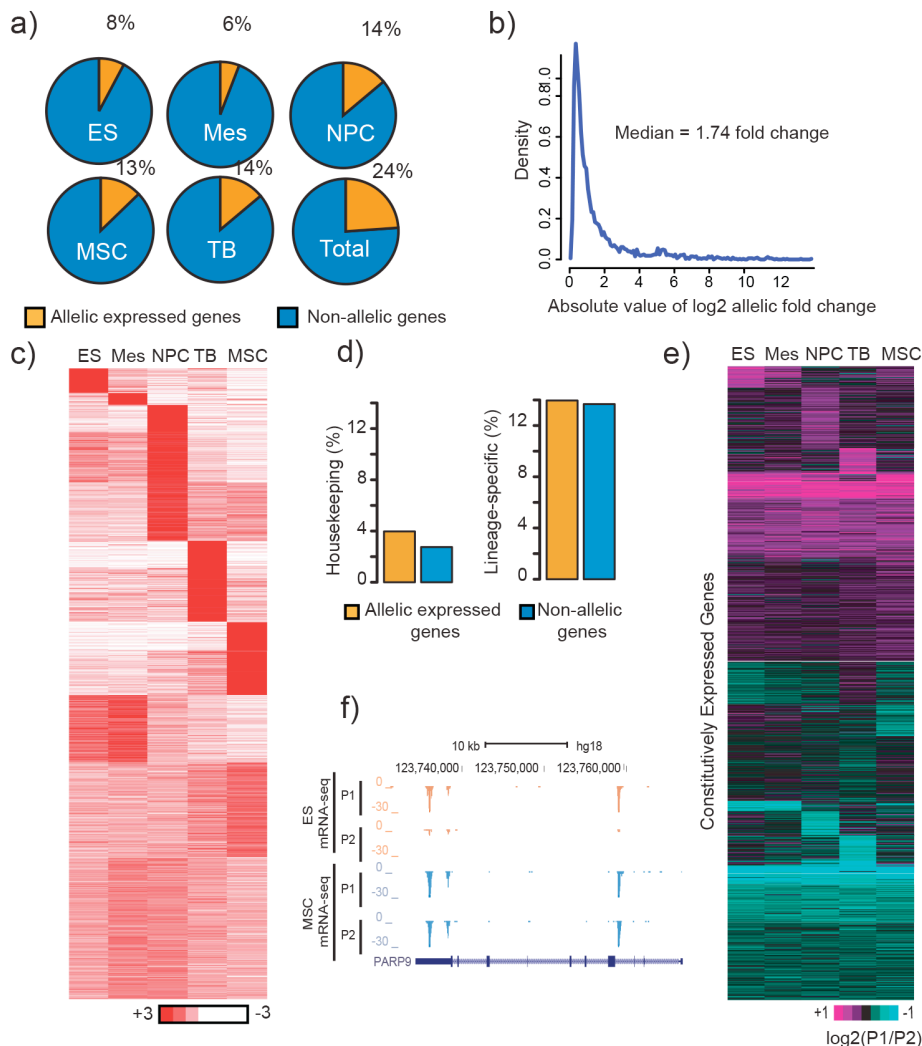 a)
8%
6%
14%
ES
Mes
NPC
13%
14%
24%
MSC
TB
Total
Allelic expressed genes
Non-allelic genes
b)
Density
0.0
0.2
0.4
0.6
0.8
1.0
Median = 1.74 fold change
0 2 4 6 8 10 12
Absolute value of log2 allelic fold change
c)
ES Mes NPC TB MSC
+3
-3
d)
Housekeeping (%)
12
8
4
0
Lineage-specific (%)
12
8
4
0
Allelic expressed genes
Non-allelic genes
e)
ES Mes NPC TB MSC
Constitutively Expressed Genes
+1
-1
log2(P1/P2)
f)
10 kb
hg18
123,740,000
123,750,000
123,760,000
ES
mRNA-seq
P1
0
-30
P2
0
-30
MSC
mRNA-seq
P1
0
-30
P2
0
-30
PARP9